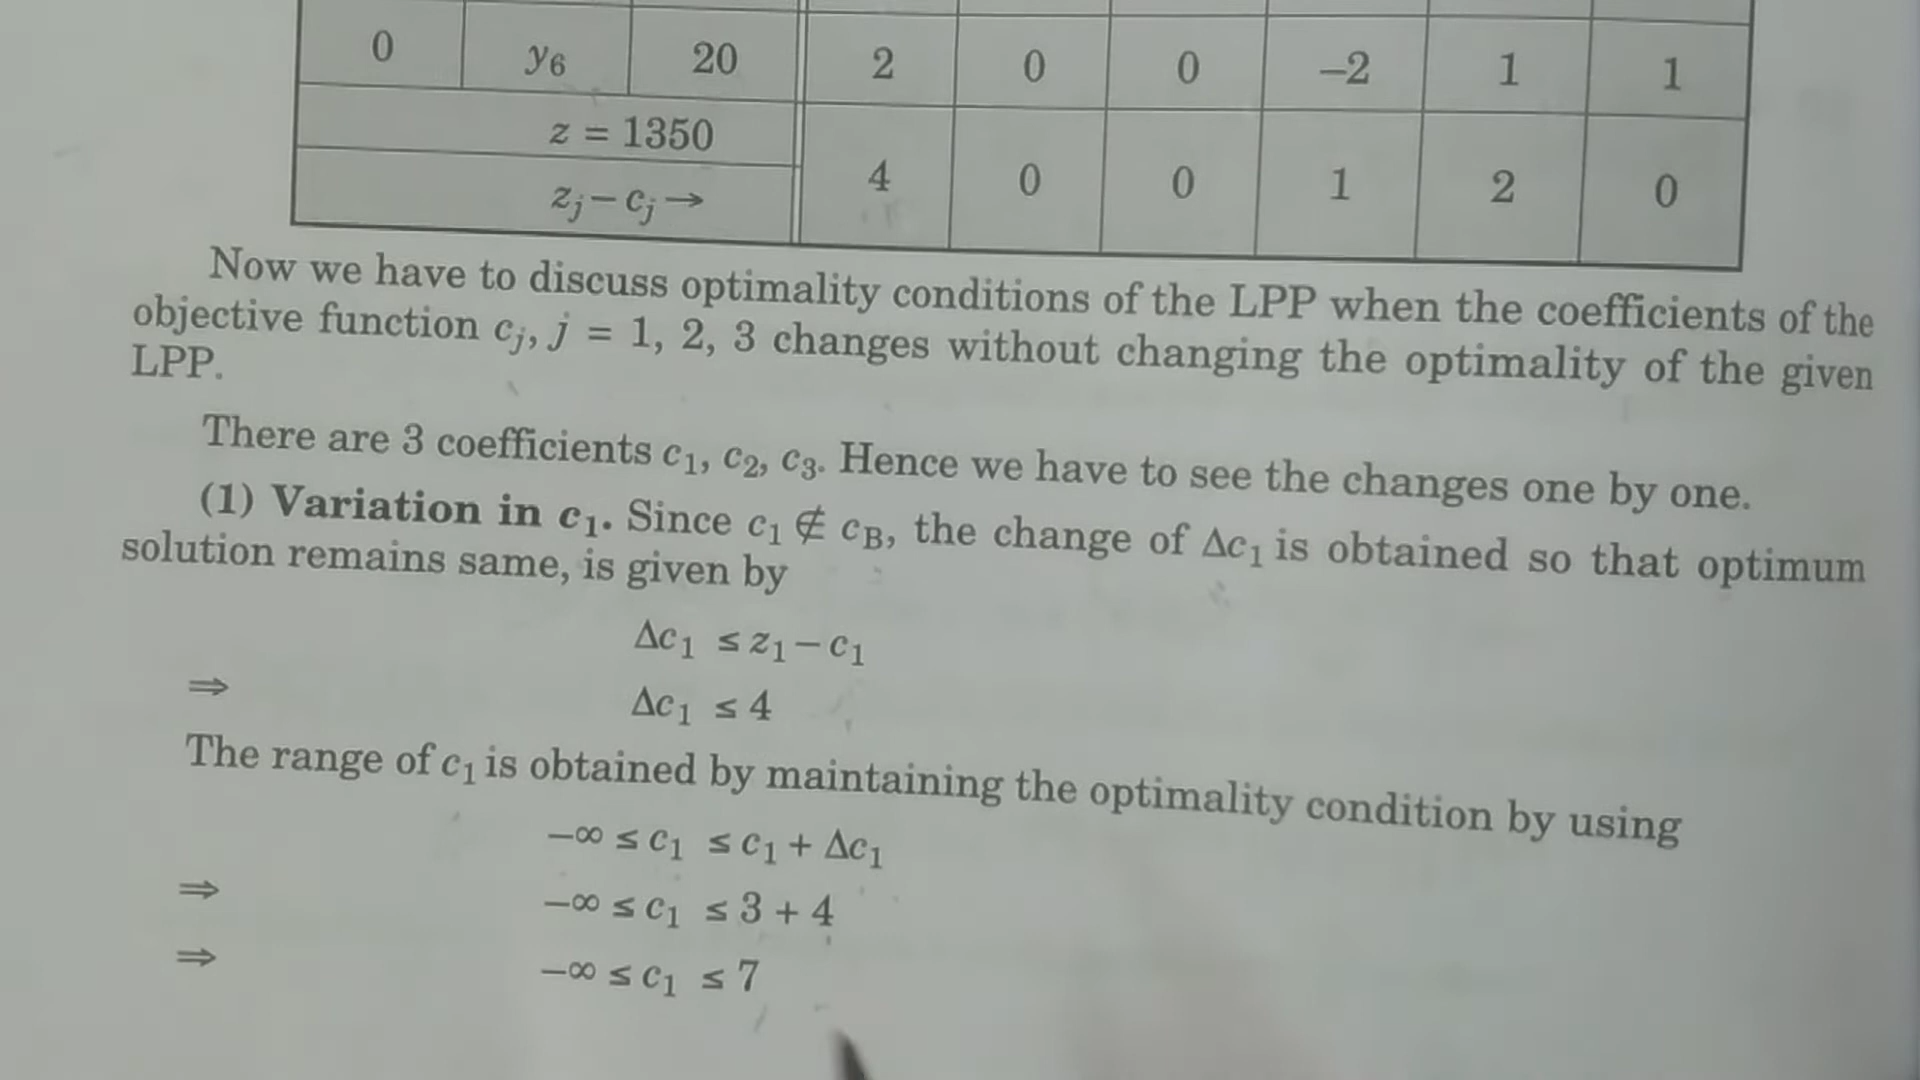 0 y6 20 2 0 0 −2 1 1
z = 1350
zj − cj → 4 0 0 1 2 0
Now we have to discuss optimality conditions of the LPP when the coefficients of the
objective function cj, j = 1, 2, 3 changes without changing the optimality of the given
LPP.
There are 3 coefficients c1, c2, c3. Hence we have to see the changes one by one.
(1) Variation in c1. Since c1 ∉ cB, the change of Δc1 is obtained so that optimum
solution remains same, is given by
Δc1 ≤ z1 − c1
⇒ Δc1 ≤ 4
The range of c1 is obtained by maintaining the optimality condition by using
−∞ ≤ c1 ≤ c1 + Δc1
⇒ −∞ ≤ c1 ≤ 3 + 4
⇒ −∞ ≤ c1 ≤ 7